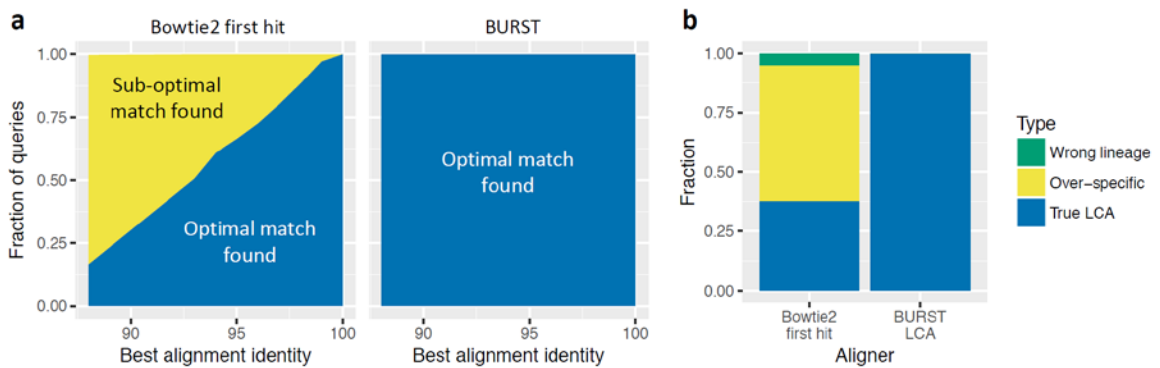 a
Bowtie2 first hit
BURST
Fraction of queries
1.00
0.75
0.50
0.25
0.00
Sub-optimal
match found
Optimal match
found
90
95
100
Best alignment identity
Optimal match
found
90
95
100
Best alignment identity
b
Fraction
1.00
0.75
0.50
0.25
0.00
Bowtie2
first hit
BURST
LCA
Aligner
Type
Wrong lineage
Over-specific
True LCA